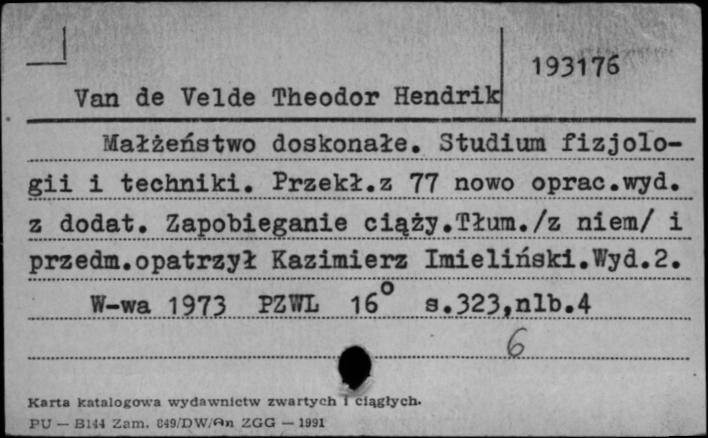 193176
Van de Velde Theodor Hendrik
Małżeństwo doskonałe. Studium fizjolo-
gii i techniki. Przekł.z 77 nowo oprac.wyd.
z dodat. Zapobieganie ciąży.Tłum./z niem/ i
przedm.opatrzył Kazimierz Imieliński.Wyd.2.
W-wa 1973 PZWL 16° s.323,nlb.4
6
Karta katalogowa wydawnictw zwartych i ciągłych.
PU — B144 Zam. 849/DW/An ZGG — 1991